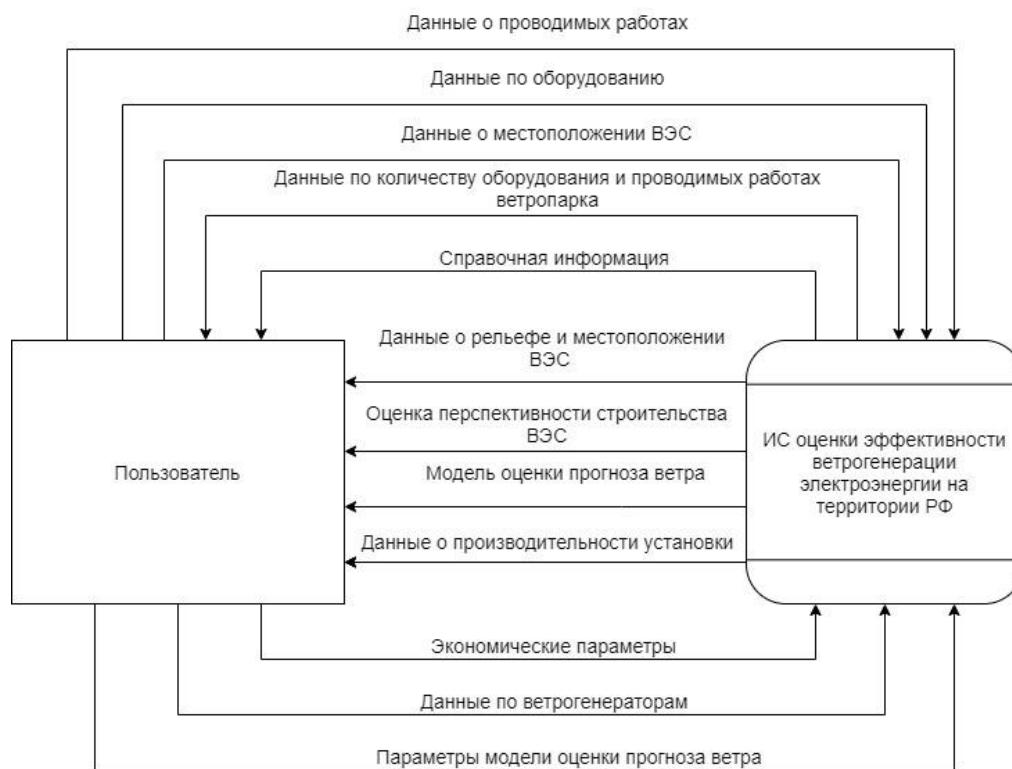 Данные о проводимых работах
Данные по оборудованию
Данные о местоположении ВЭС
Данные по количеству оборудования и проводимых работах
ветропарка
Справочная информация
Данные о рельефе и местоположении
ВЭС
Оценка перспективности строительства
ВЭС
Модель оценки прогноза ветра
Данные о производительности установки
Пользователь
ИС оценки эффективности
ветрогенерации
электроэнергии на
территории РФ
Экономические параметры
Данные по ветрогенераторам
Параметры модели оценки прогноза ветра